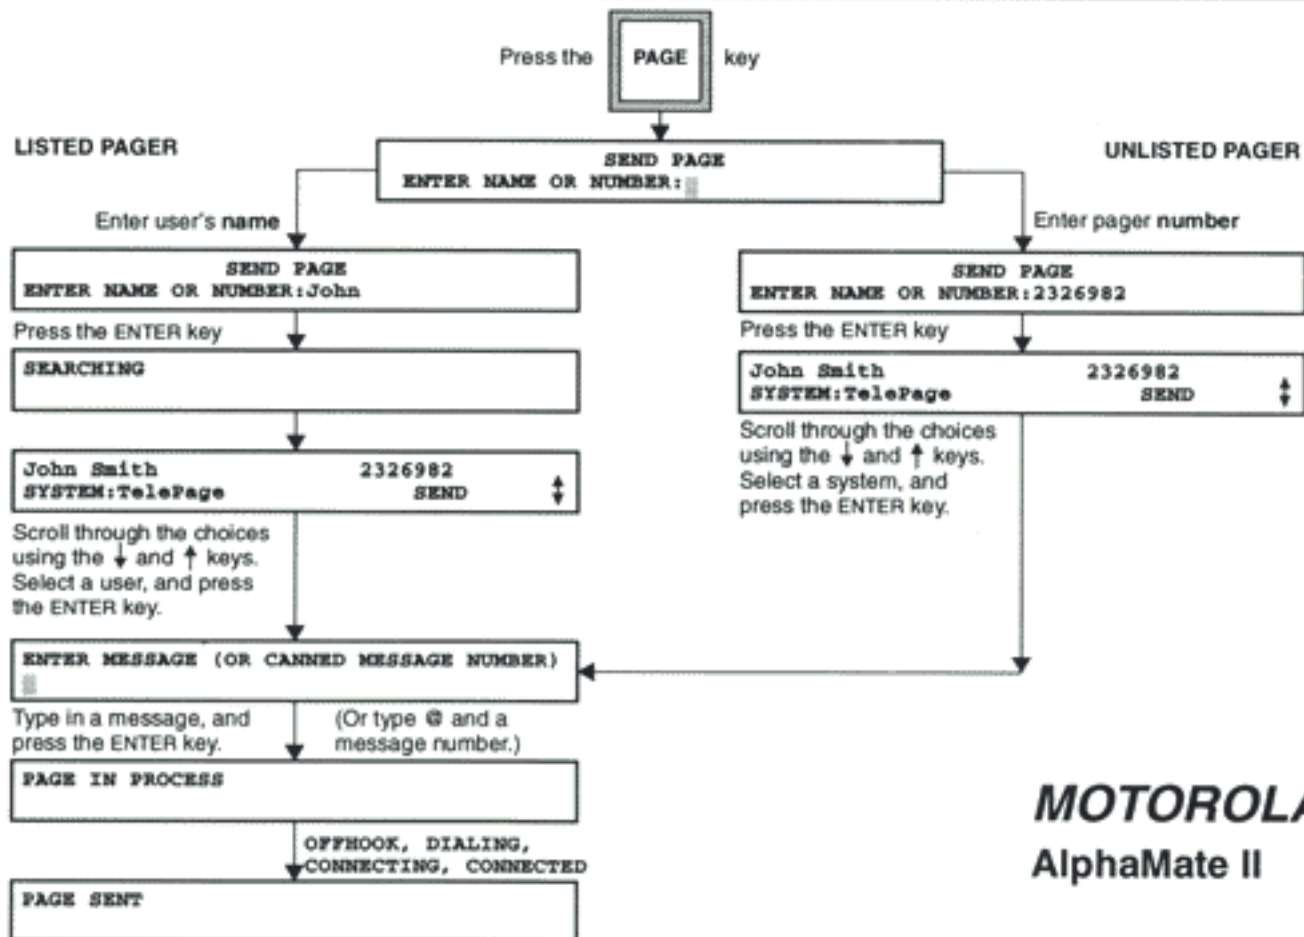 Press the PAGE key
LISTED PAGER
UNLISTED PAGER
SEND PAGE
ENTER NAME OR NUMBER:
Enter user's name
SEND PAGE
ENTER NAME OR NUMBER:John
Press the ENTER key
SEARCHING
John Smith 2326982
SYSTEM:TelePage SEND
Scroll through the choices
using the ↓ and ↑ keys.
Select a user, and press
the ENTER key.
Enter pager number
SEND PAGE
ENTER NAME OR NUMBER:2326982
Press the ENTER key
John Smith 2326982
SYSTEM:TelePage SEND
Scroll through the choices
using the ↓ and ↑ keys.
Select a system, and
press the ENTER key.
ENTER MESSAGE (OR CANNED MESSAGE NUMBER)
Type in a message, and
press the ENTER key.
(Or type @ and a
message number.)
PAGE IN PROCESS
OFFHOOK, DIALING,
CONNECTING, CONNECTED
PAGE SENT
MOTOROLA
AlphaMate II